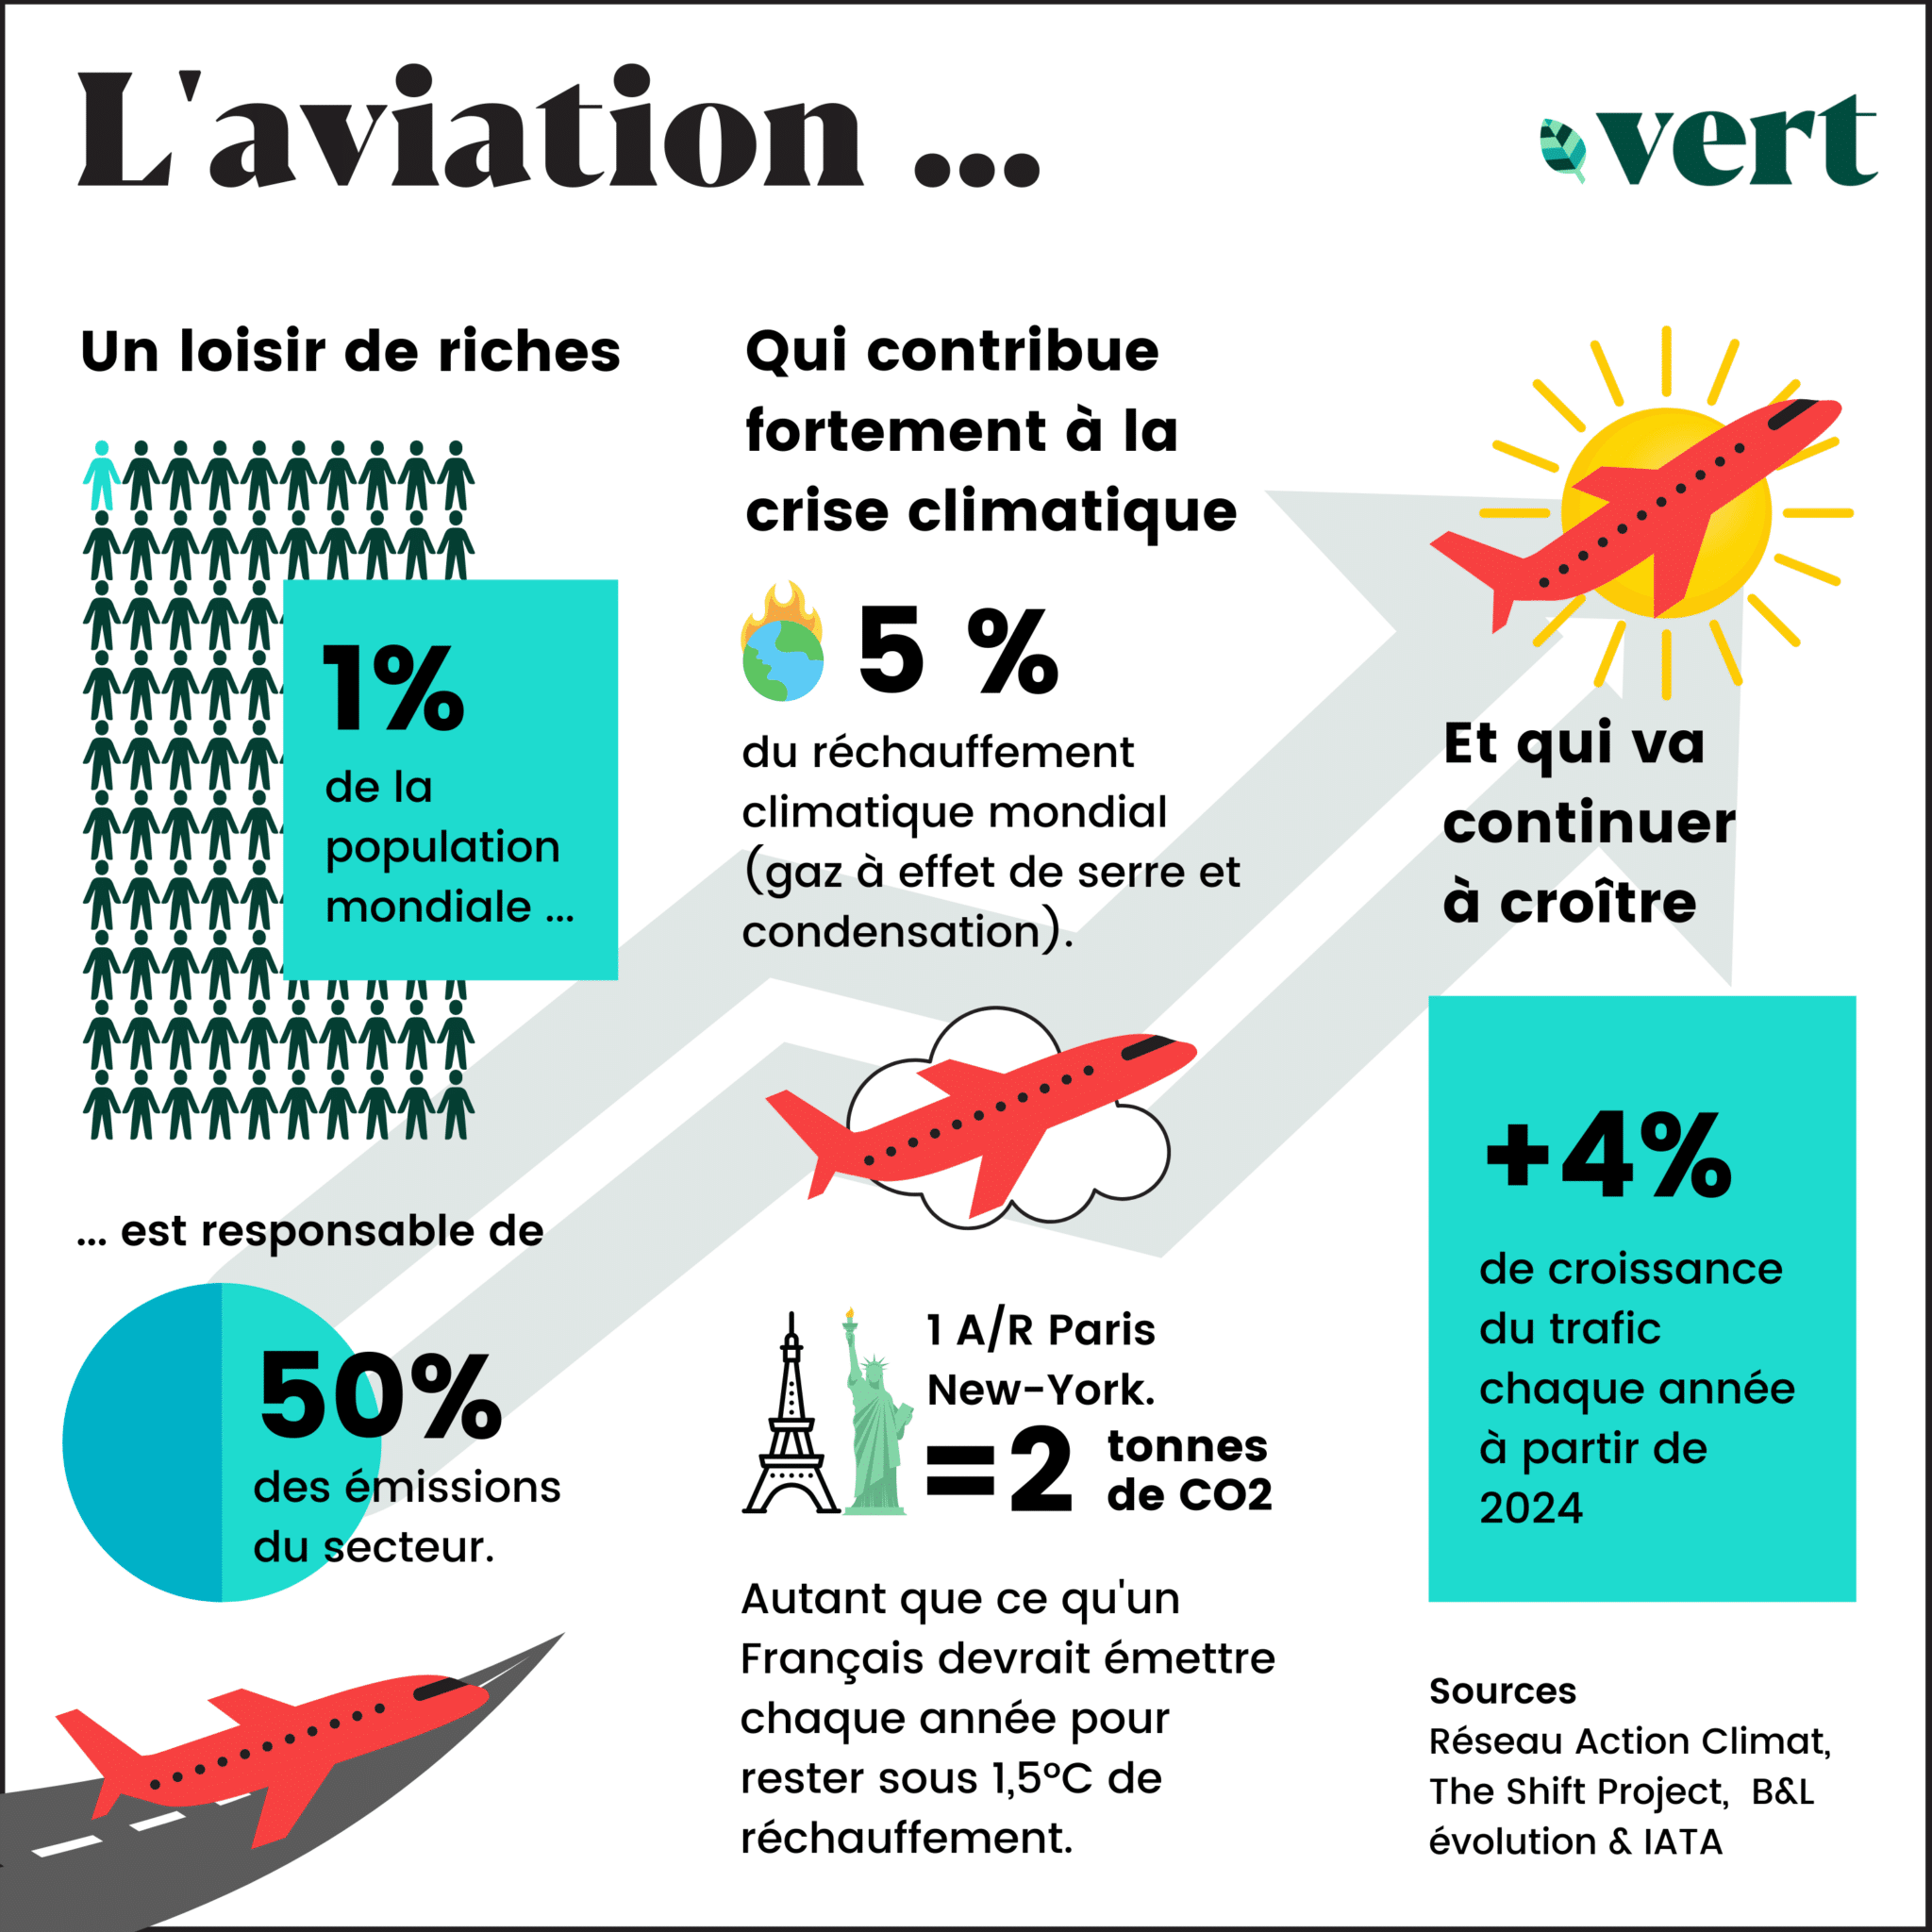 L'aviation ...
vert
Un loisir de riches
1%
de la
population
mondiale ...
... est responsable de
50%
des émissions
du secteur.
Qui contribue
fortement à la
crise climatique
5 %
du réchauffement
climatique mondial
(gaz à effet de serre et
condensation).
1 A/R Paris
New-York.
=2 tonnes
de CO2
Autant que ce qu'un
Français devrait émettre
chaque année pour
rester sous 1,5°C de
réchauffement.
Et qui va
continuer
à croître
+4%
de croissance
du trafic
chaque année
à partir de
2024
Sources
Réseau Action Climat,
The Shift Project, B&L
évolution & IATA